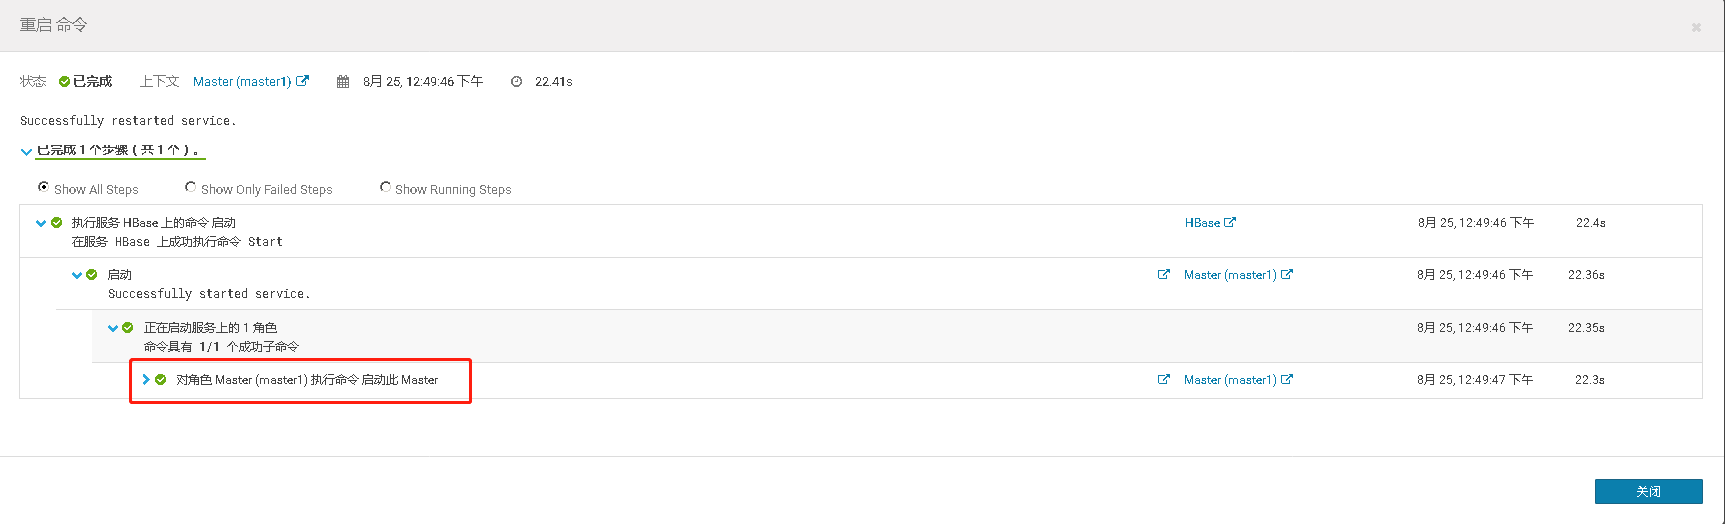 重启 命令
状态 已完成 上下文 Master (master1) 8月 25, 12:49:46 下午 22.41s
Successfully restarted service.
已完成 1 个步骤（共 1 个）。
Show All Steps Show Only Failed Steps Show Running Steps
执行服务 HBase 上的命令 启动 HBase 8月 25, 12:49:46 下午 22.4s
在服务 HBase 上成功执行命令 Start
启动 Master (master1) 8月 25, 12:49:46 下午 22.36s
Successfully started service.
正在启动服务上的 1 角色 8月 25, 12:49:46 下午 22.35s
命令具有 1/1 个成功子命令
对角色 Master (master1) 执行命令 启动此 Master Master (master1) 8月 25, 12:49:47 下午 22.3s
关闭